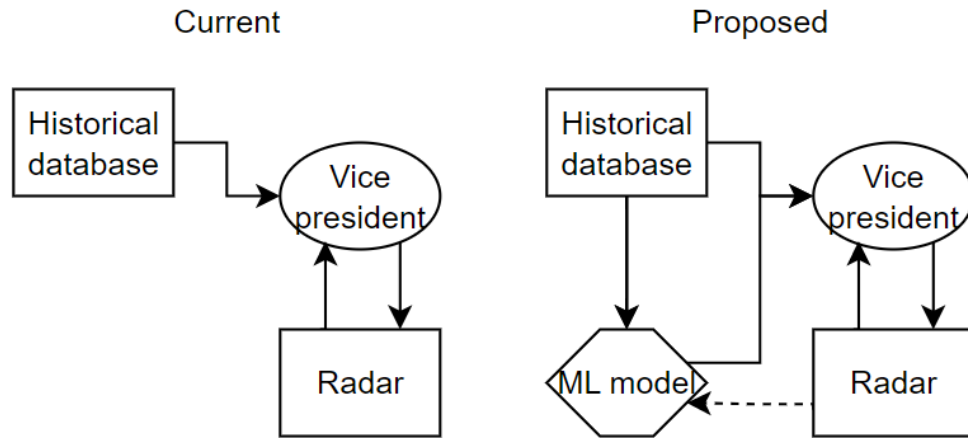 Current
Proposed
Historical
database
Vice
president
Radar
Historical
database
Vice
president
ML model
Radar